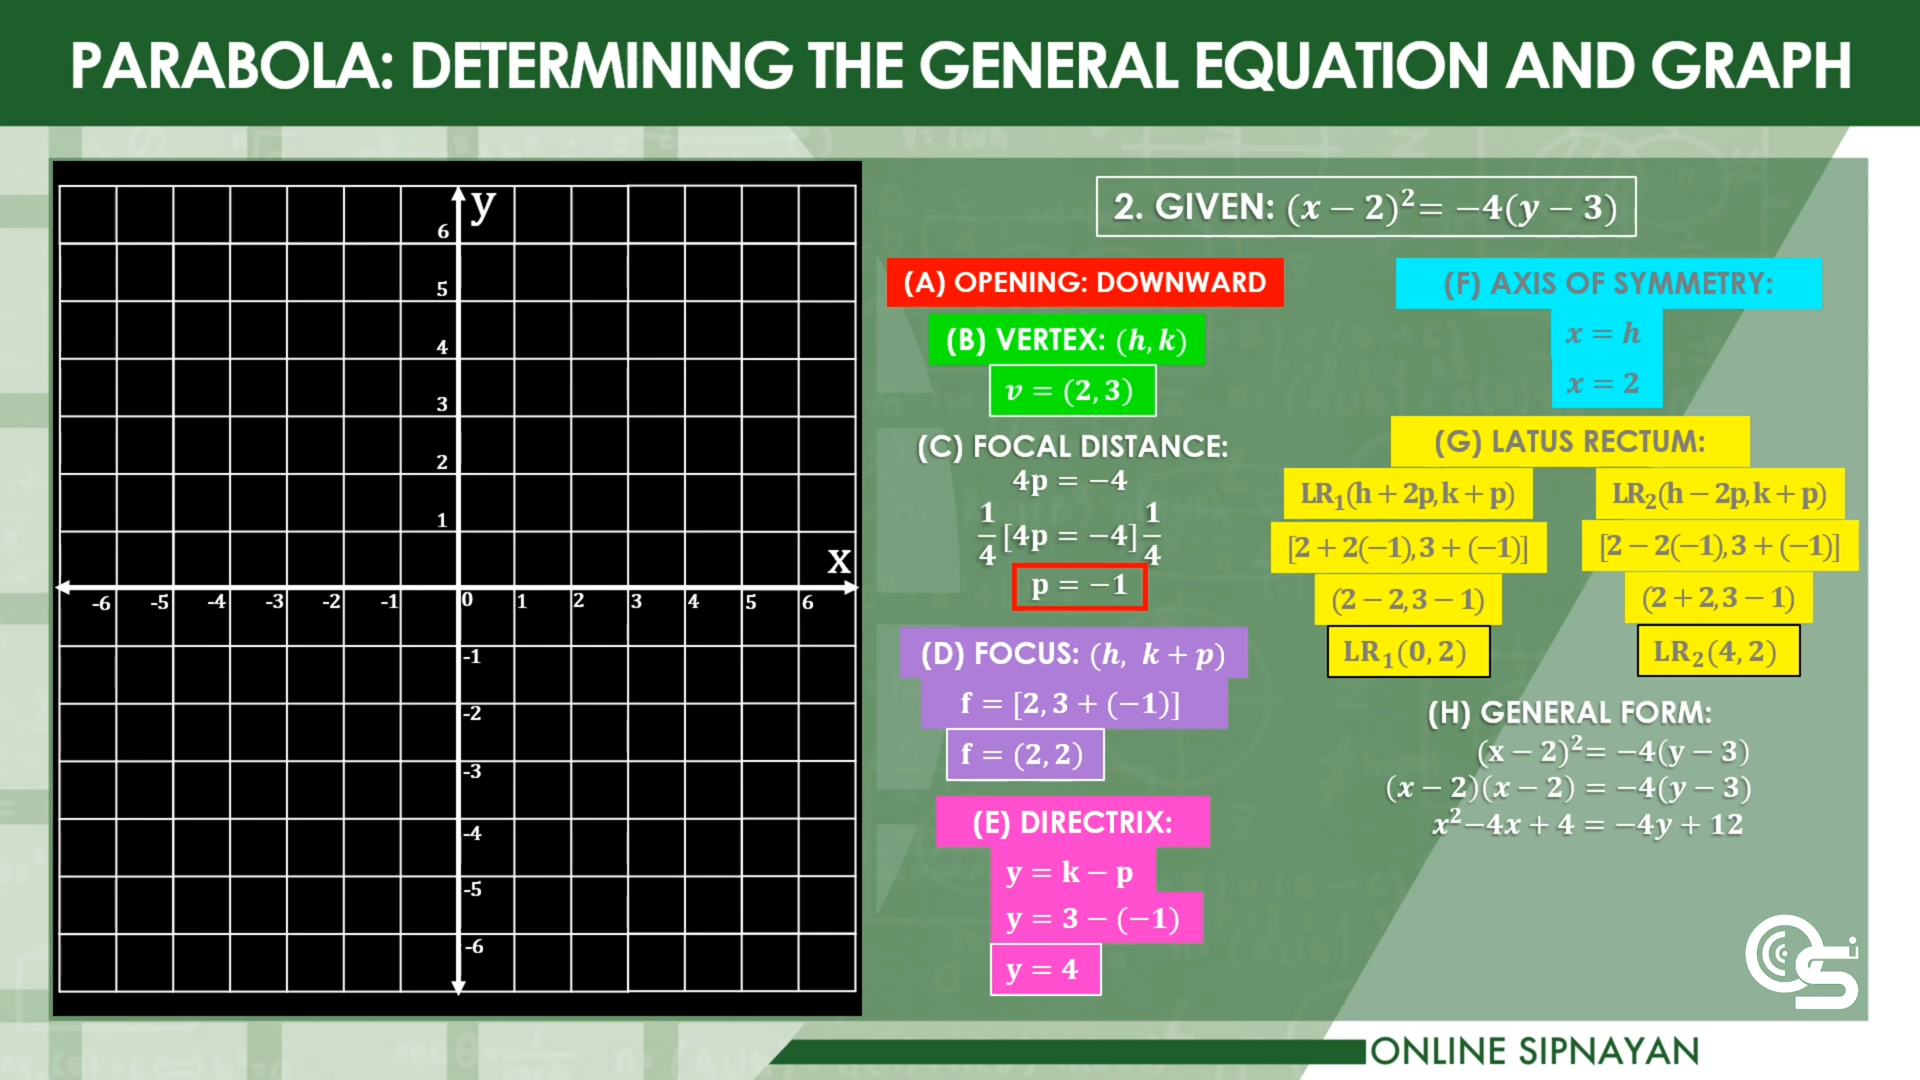 PARABOLA: DETERMINING THE GENERAL EQUATION AND GRAPH
y
6
5
4
3
2
1
x
-6 -5 -4 -3 -2 -1 0 1 2 3 4 5 6
-1
-2
-3
-4
-5
-6
2. GIVEN: (x − 2)²= −4(y − 3)
(A) OPENING: DOWNWARD
(B) VERTEX: (h, k)
v = (2, 3)
(C) FOCAL DISTANCE:
4p = −4
1/4 [4p = −4] 1/4
p = −1
(D) FOCUS: (h, k + p)
f = [2, 3 + (−1)]
f = (2, 2)
(E) DIRECTRIX:
y = k − p
y = 3 − (−1)
y = 4
(F) AXIS OF SYMMETRY:
x = h
x = 2
(G) LATUS RECTUM:
LR₁(h + 2p, k + p) LR₂(h − 2p, k + p)
[2 + 2(−1), 3 + (−1)] [2 − 2(−1), 3 + (−1)]
(2 − 2, 3 − 1) (2 + 2, 3 − 1)
LR₁(0, 2) LR₂(4, 2)
(H) GENERAL FORM:
(x − 2)²= −4(y − 3)
(x − 2)(x − 2) = −4(y − 3)
x²−4x + 4 = −4y + 12
ONLINE SIPNAYAN